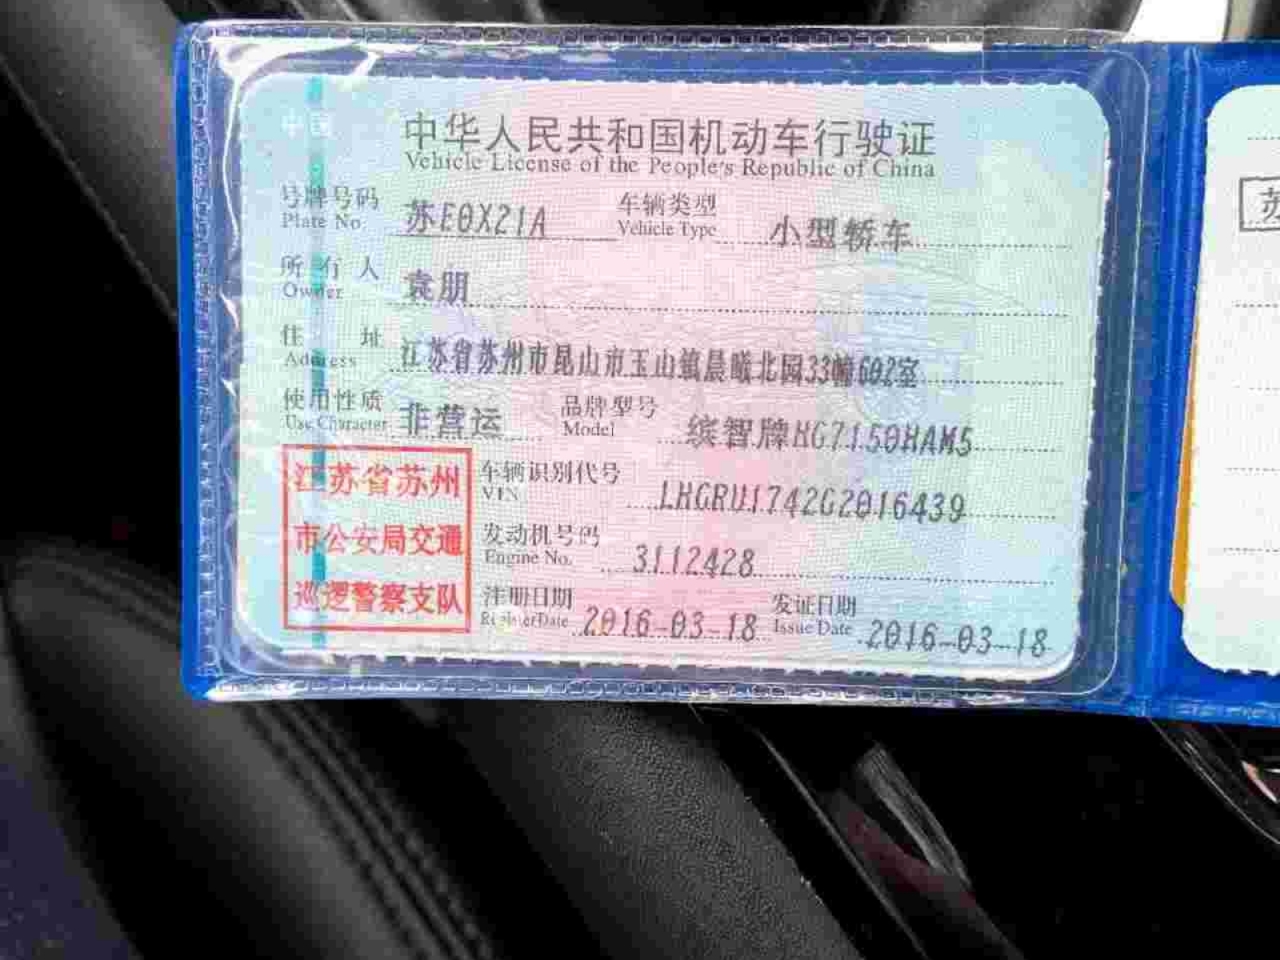 中国
中华人民共和国机动车行驶证
Vehicle License of the People's Republic of China
号牌号码 苏E0X21A 车辆类型 小型轿车
Plate No. Vehicle Type
所有人 袁朋
Owner
住址 江苏省苏州市昆山市玉山镇晨曦北园33幢602室
Address
使用性质 非营运 品牌型号 缤智牌HG7150HAM5
Use Character Model
江苏省苏州
市公安局交通
巡逻警察支队
车辆识别代号 LHGRU1742G2016439
VIN
发动机号码 3112428
Engine No.
注册日期 2016-03-18 发证日期 2016-03-18
Register Date Issue Date
苏